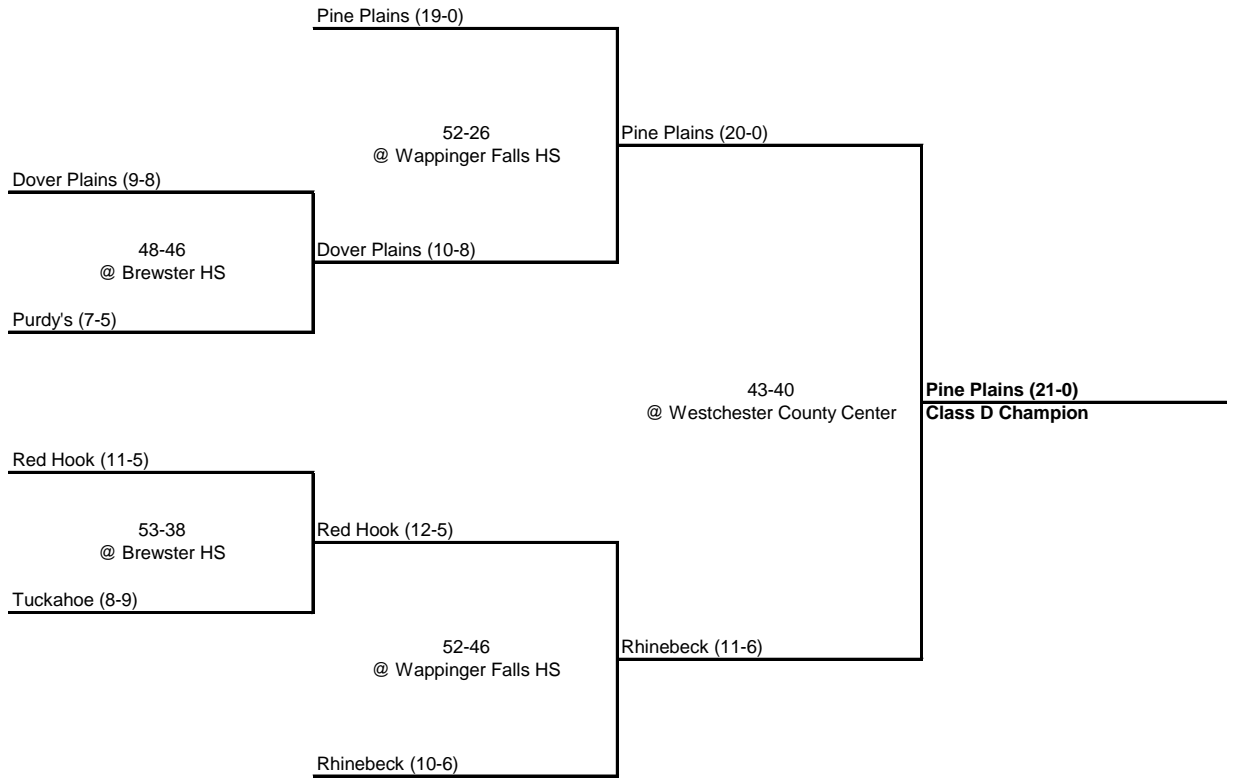 Pine Plains (19-0)
52-26
@ Wappinger Falls HS
Pine Plains (20-0)
Dover Plains (9-8)
48-46
@ Brewster HS
Dover Plains (10-8)
Purdy's (7-5)
43-40
@ Westchester County Center
Pine Plains (21-0)
Class D Champion
Red Hook (11-5)
53-38
@ Brewster HS
Red Hook (12-5)
Tuckahoe (8-9)
52-46
@ Wappinger Falls HS
Rhinebeck (11-6)
Rhinebeck (10-6)